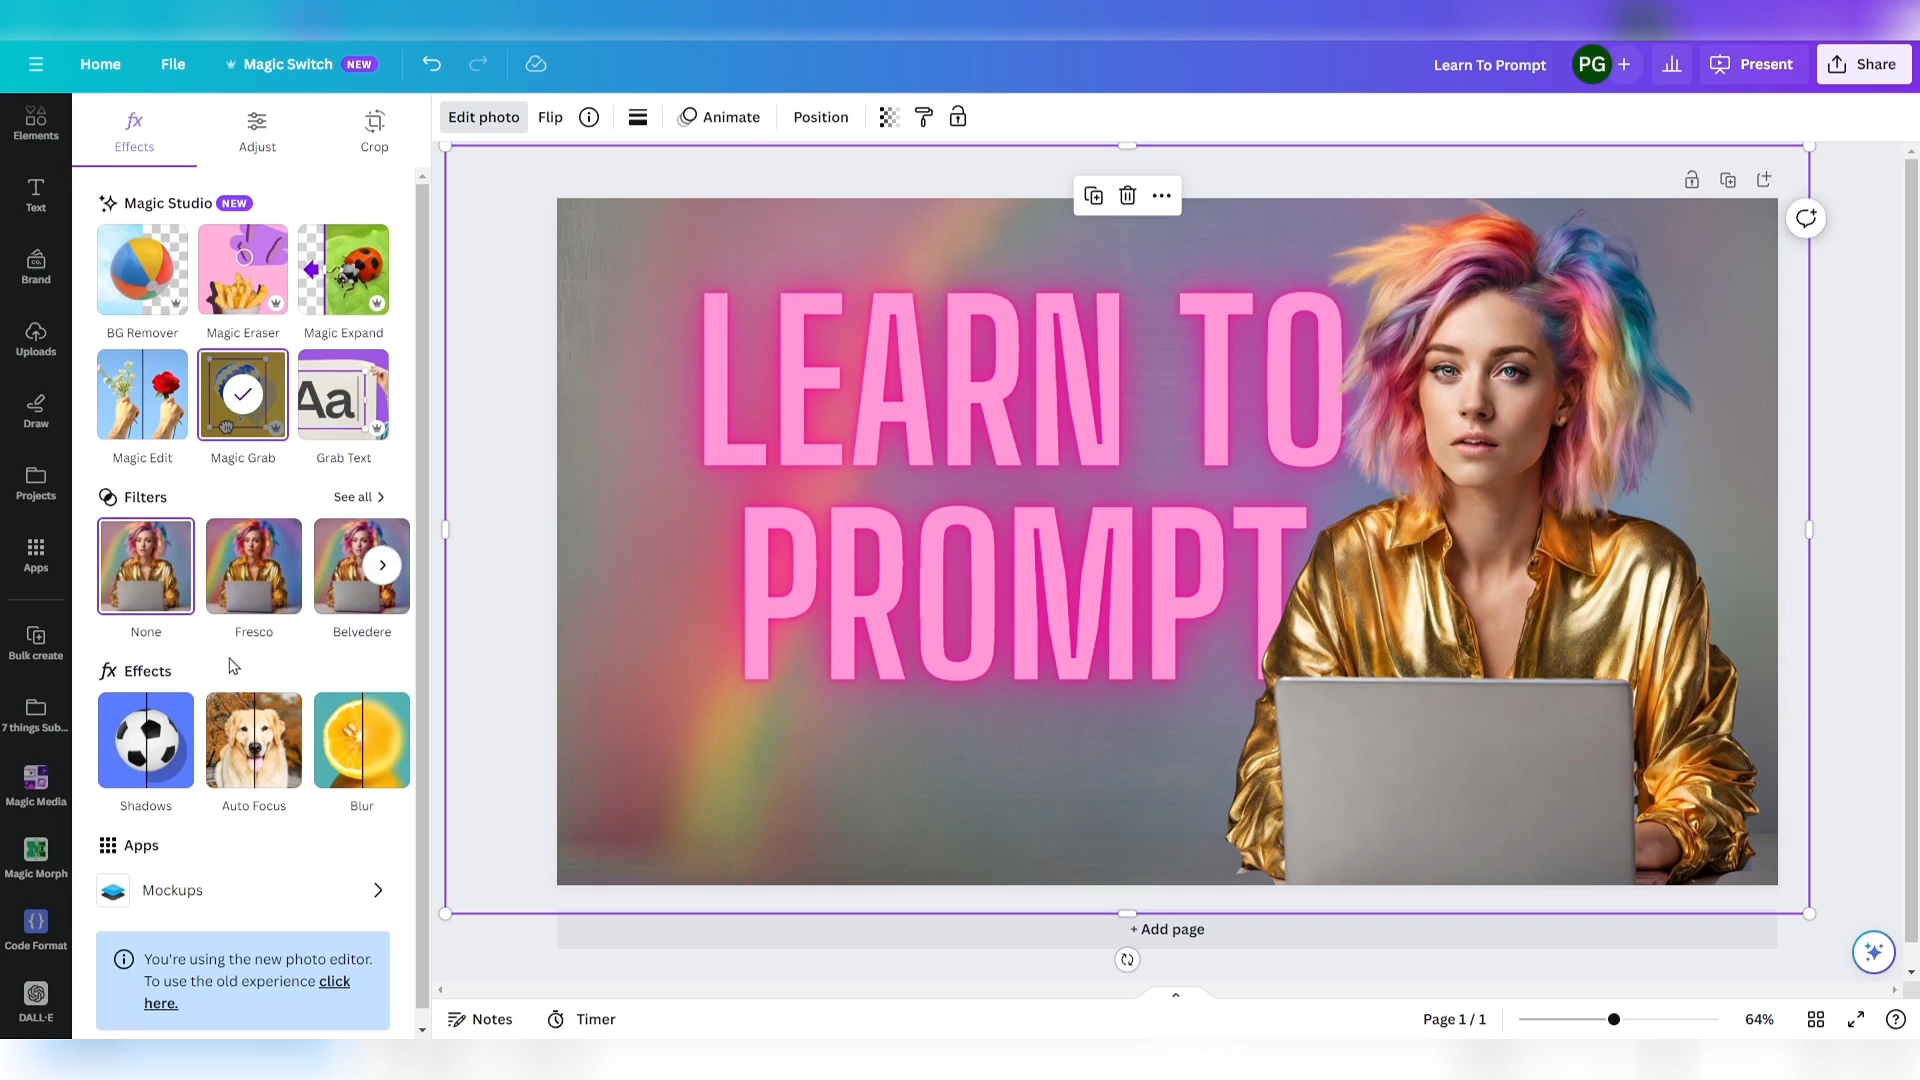 Home File Magic Switch NEW Learn To Prompt PG + Present Share
Elements
Text
Brand
CO.
Uploads
Draw
Projects
Apps
Bulk create
7 things Sub...
Magic Media
Magic Morph
Code Format
DALL·E
fx Effects
Adjust
Crop
Magic Studio NEW
BG Remover Magic Eraser Magic Expand
Aa
Magic Edit Magic Grab Grab Text
Filters See all
None Fresco Belvedere
fx Effects
Shadows Auto Focus Blur
Apps
Mockups
You're using the new photo editor.
To use the old experience click
here.
Edit photo Flip Animate Position
LEARN TO
PROMPT
+ Add page
Notes Timer Page 1 / 1 64%